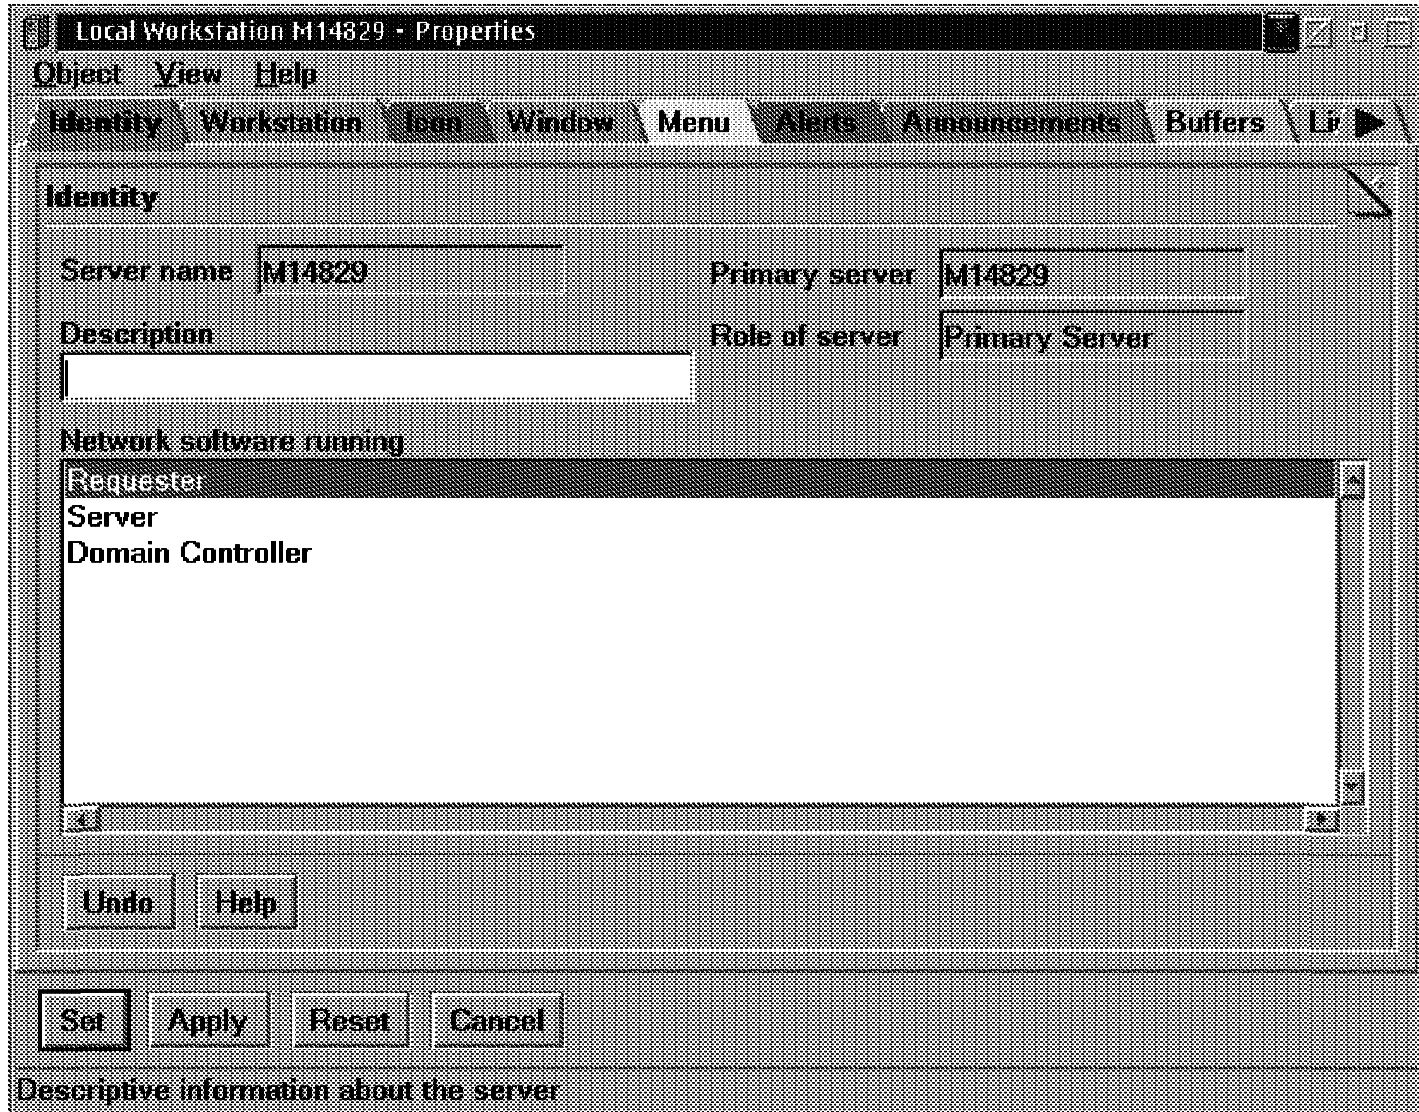 Local Workstation M14829 - Properties
Object View Help
Identity Workstation Icon Window Menu Alerts Announcements Buffers
Identity
Server name M14829 Primary server M14829
Description Role of server Primary Server
Network software running
Requester
Server
Domain Controller
Undo Help
Set Apply Reset Cancel
Descriptive information about the server